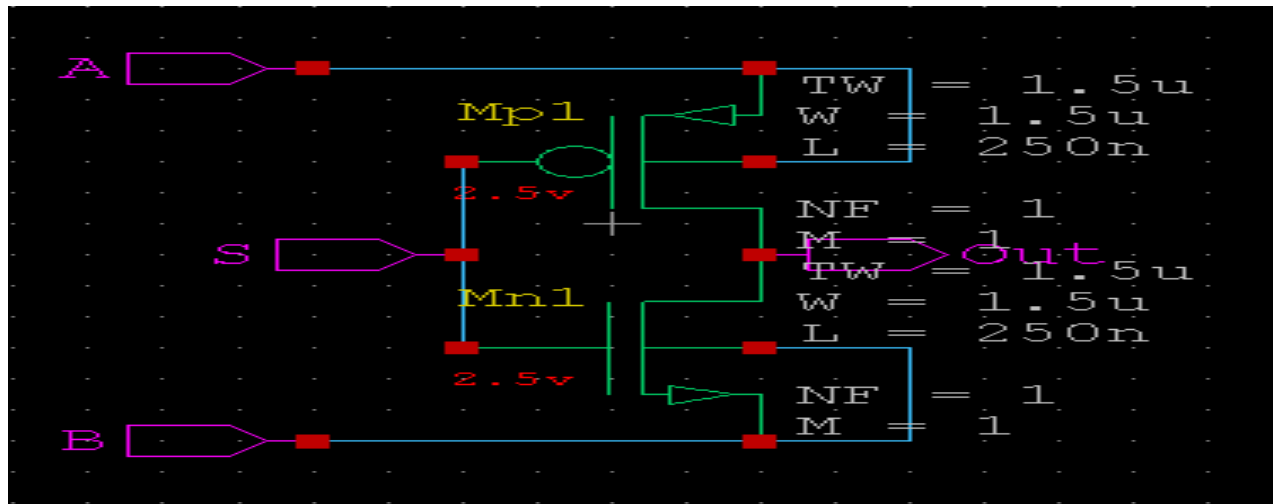 A
TW = 1.5u
Mp1
W = 1.5u
L = 250n
2.5v
NF = 1
M = 1
S
Out
TW = 1.5u
Mn1
W = 1.5u
L = 250n
2.5v
NF = 1
M = 1
B